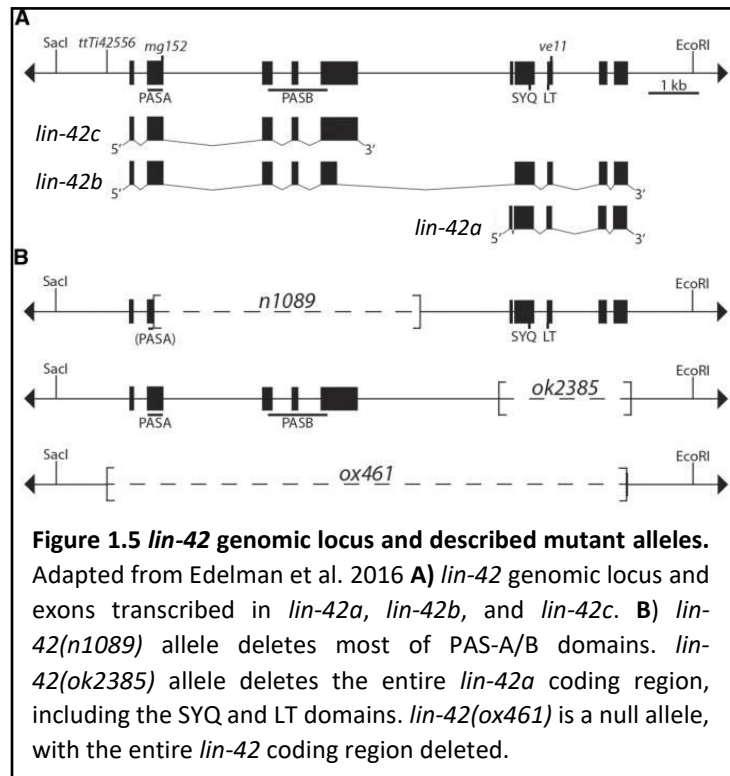 A
SacI ttTi42556 mg152 ve11 EcoRI
PASA PASB SYQ LT 1 kb
lin-42c 5’ 3’
lin-42b 5’ 3’
lin-42a 5’ 3’
B
SacI n1089 EcoRI
(PASA) SYQ LT
SacI ok2385 EcoRI
PASA PASB
SacI ox461 EcoRI
Figure 1.5 lin-42 genomic locus and described mutant alleles.
Adapted from Edelman et al. 2016 A) lin-42 genomic locus and
exons transcribed in lin-42a, lin-42b, and lin-42c. B) lin-
42(n1089) allele deletes most of PAS-A/B domains. lin-
42(ok2385) allele deletes the entire lin-42a coding region,
including the SYQ and LT domains. lin-42(ox461) is a null allele,
with the entire lin-42 coding region deleted.